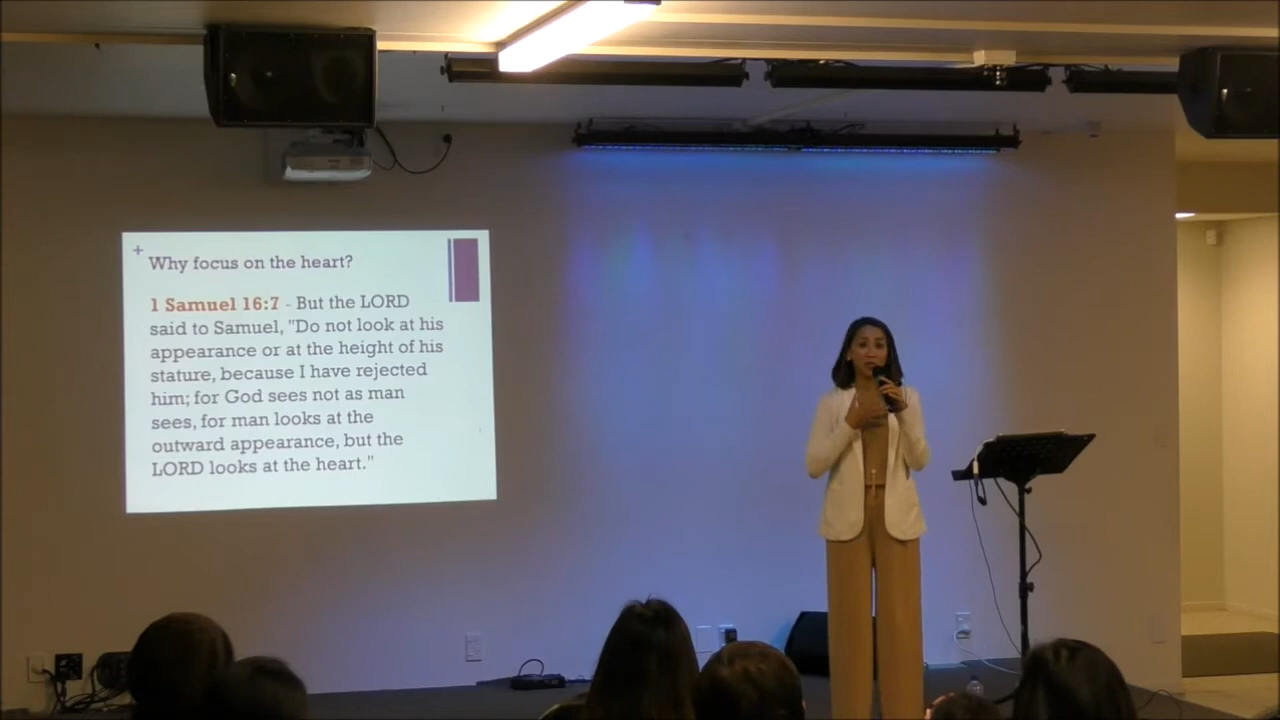 +
Why focus on the heart?
1 Samuel 16:7 - But the LORD
said to Samuel, "Do not look at his
appearance or at the height of his
stature, because I have rejected
him; for God sees not as man
sees, for man looks at the
outward appearance, but the
LORD looks at the heart."